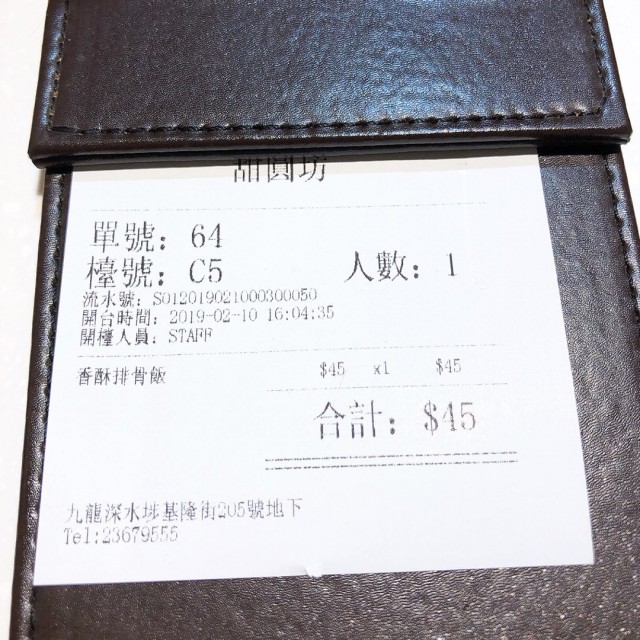 甜圓坊
單號: 64
檯號: C5 人數: 1
流水號: S012019021000300050
開台時間: 2019-02-10 16:04:35
開檯人員: STAFF
香酥排骨飯 $45 x1 $45
合計: $45
九龍深水埗基隆街205號地下
Tel:23679555